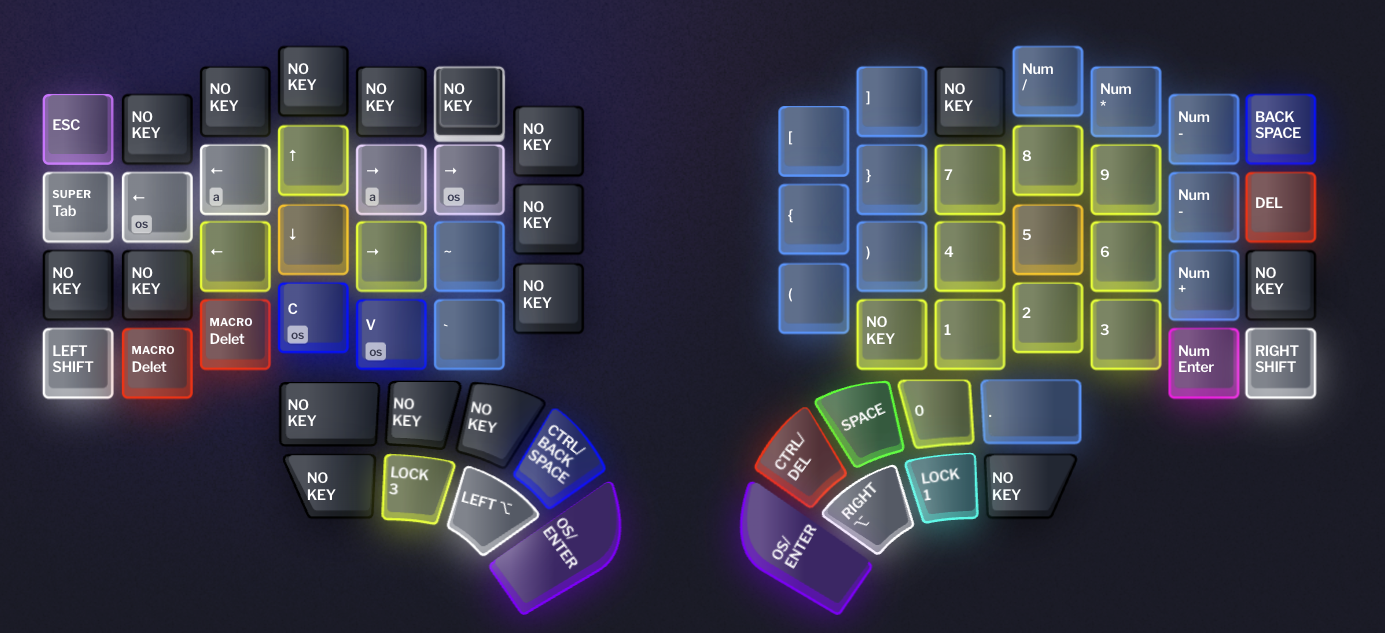 ESC
NO
KEY
NO
KEY
NO
KEY
NO
KEY
NO
KEY
NO
KEY
SUPER
Tab
←
os
←
a
↑
→
a
→
os
NO
KEY
NO
KEY
NO
KEY
←
↓
→
~
NO
KEY
LEFT
SHIFT
MACRO
Delet
MACRO
Delet
C
os
V
os
`
NO
KEY
NO
KEY
NO
KEY
CTRL/
BACK
SPACE
NO
KEY
LOCK
3
LEFT ⌥
OS/
ENTER
[
]
NO
KEY
Num
/
Num
*
Num
-
BACK
SPACE
{
}
7
8
9
Num
-
DEL
(
)
4
5
6
Num
+
NO
KEY
NO
KEY
1
2
3
Num
Enter
RIGHT
SHIFT
CTRL/
DEL
SPACE
0
.
OS/
ENTER
RIGHT
⌥
LOCK
1
NO
KEY